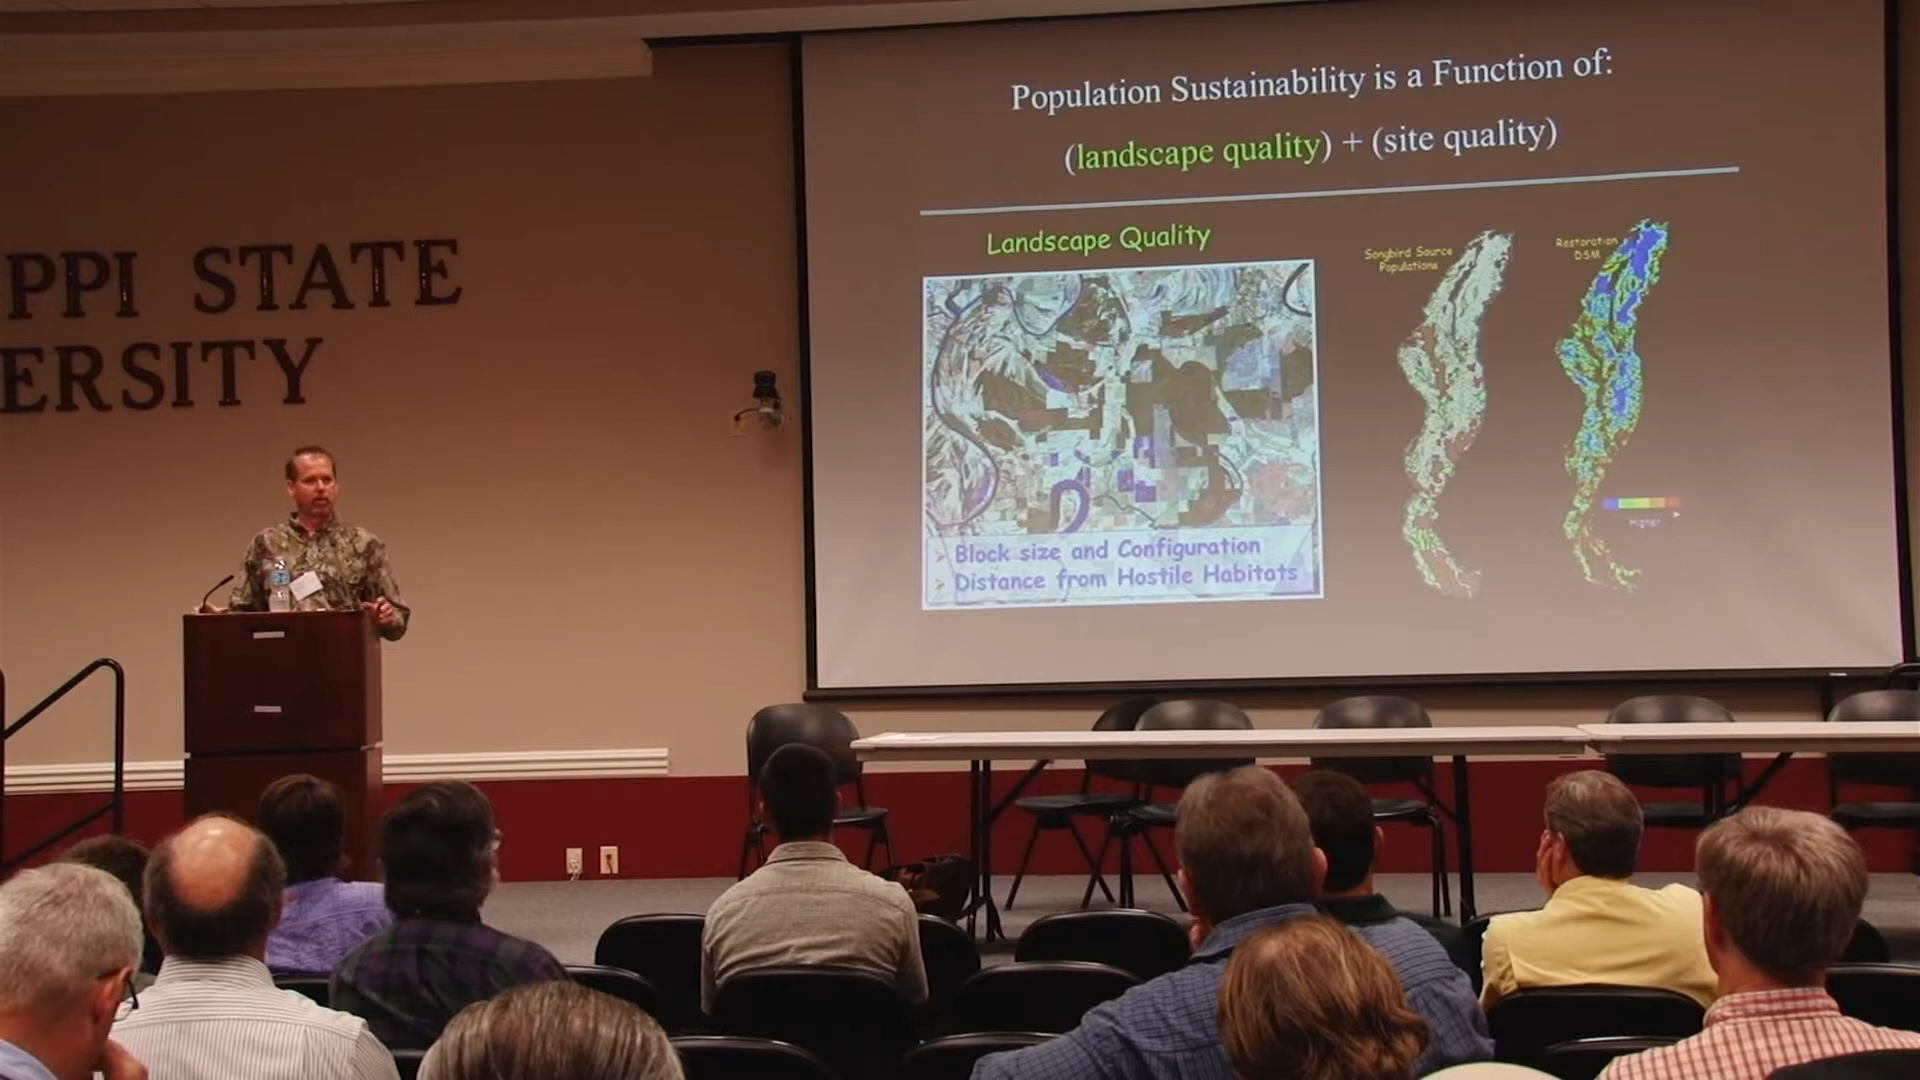 PPI STATE
ERSITY
Population Sustainability is a Function of:
(landscape quality) + (site quality)
Landscape Quality
Songbird Source
Populations
Restoration
DSM
Block size and Configuration
Distance from Hostile Habitats
Higher